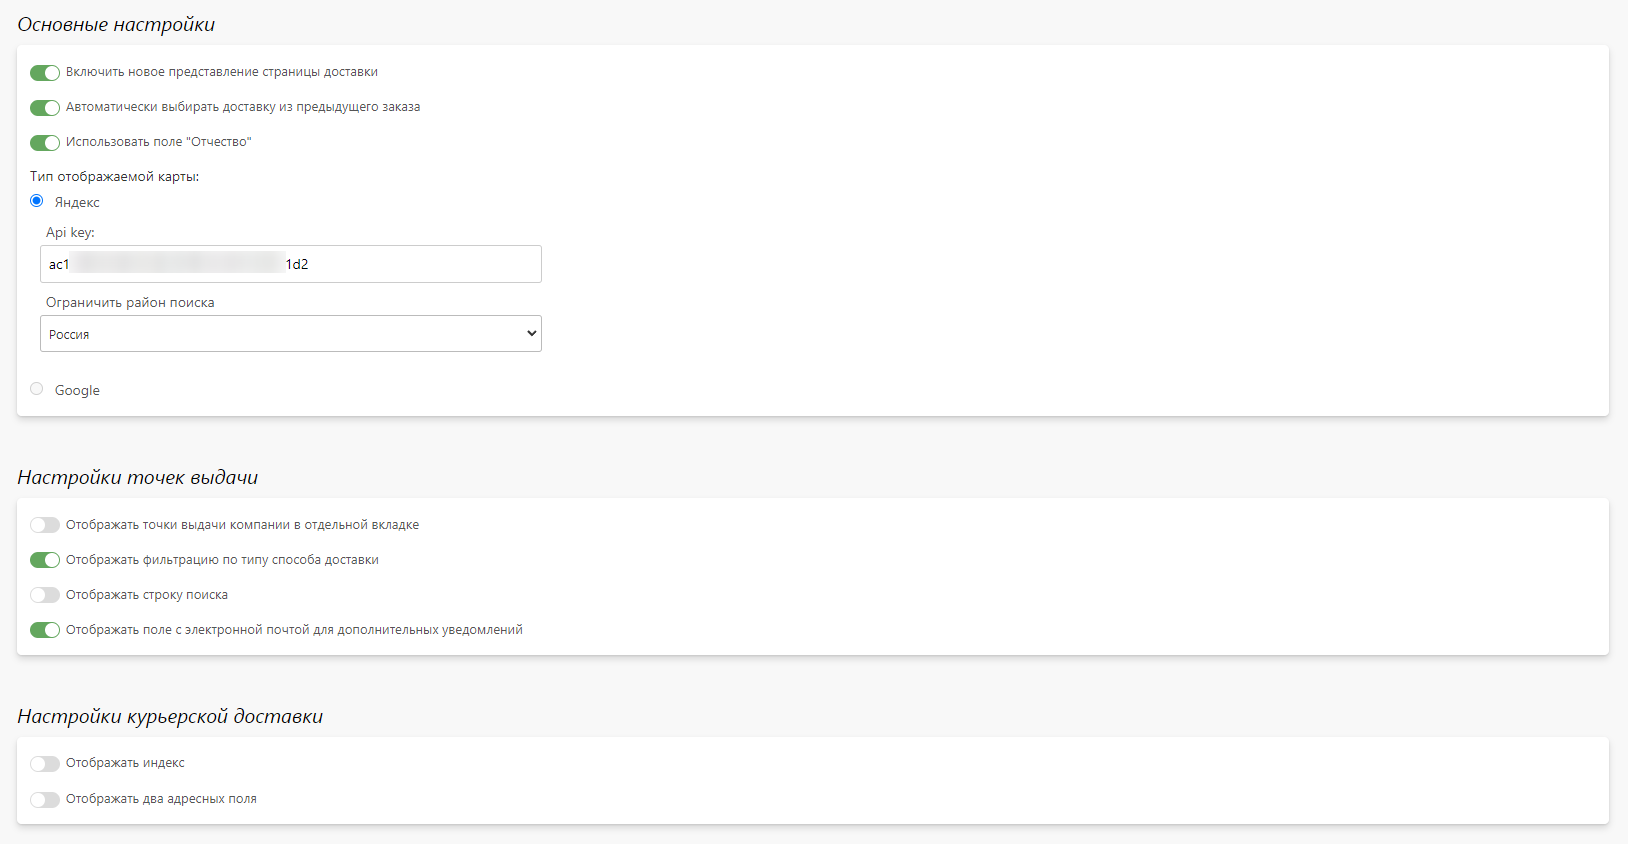 Основные настройки
Включить новое представление страницы доставки
Автоматически выбирать доставку из предыдущего заказа
Использовать поле "Отчество"
Тип отображаемой карты:
Яндекс
Api key:
ac1 1d2
Ограничить район поиска
Россия
Google
Настройки точек выдачи
Отображать точки выдачи компании в отдельной вкладке
Отображать фильтрацию по типу способа доставки
Отображать строку поиска
Отображать поле с электронной почтой для дополнительных уведомлений
Настройки курьерской доставки
Отображать индекс
Отображать два адресных поля